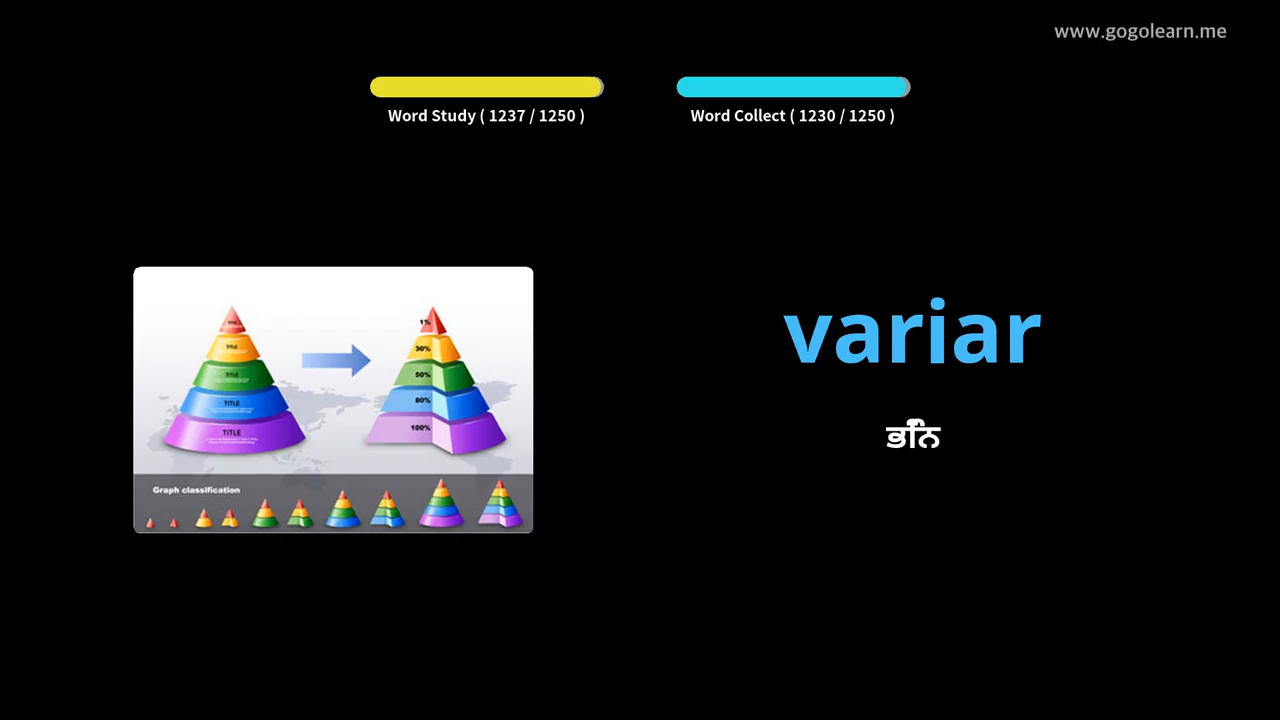 www.gogolearn.me
Word Study ( 1237 / 1250 )
Word Collect ( 1230 / 1250 )
variar
TITLE
TITLE
TITLE
TITLE
1%
30%
50%
80%
100%
Graph classification